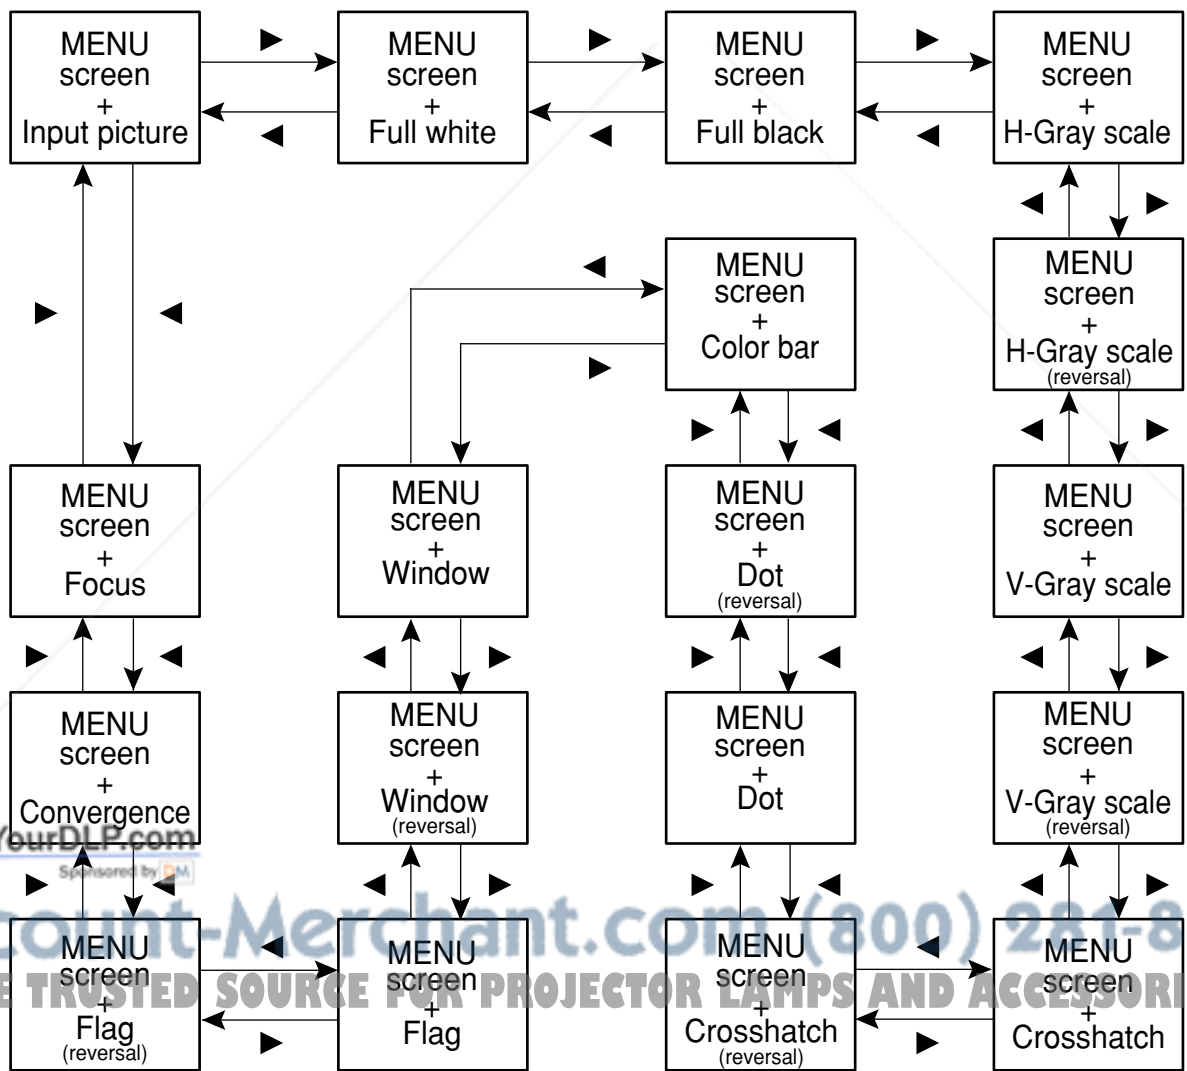 MENU
screen
+
Input picture
MENU
screen
+
Full white
MENU
screen
+
Full black
MENU
screen
+
H-Gray scale
MENU
screen
+
Color bar
MENU
screen
+
H-Gray scale
(reversal)
MENU
screen
+
Focus
MENU
screen
+
Window
MENU
screen
+
Dot
(reversal)
MENU
screen
+
V-Gray scale
MENU
screen
+
Convergence
MENU
screen
+
Window
(reversal)
MENU
screen
+
Dot
MENU
screen
+
V-Gray scale
(reversal)
YourDLP.com
Sponsored by DM
count-Merchant.com (800) 281-8
E TRUSTED SOURCE FOR PROJECTOR LAMPS AND ACCESSORI
MENU
screen
+
Flag
(reversal)
MENU
screen
+
Flag
MENU
screen
+
Crosshatch
(reversal)
MENU
screen
+
Crosshatch